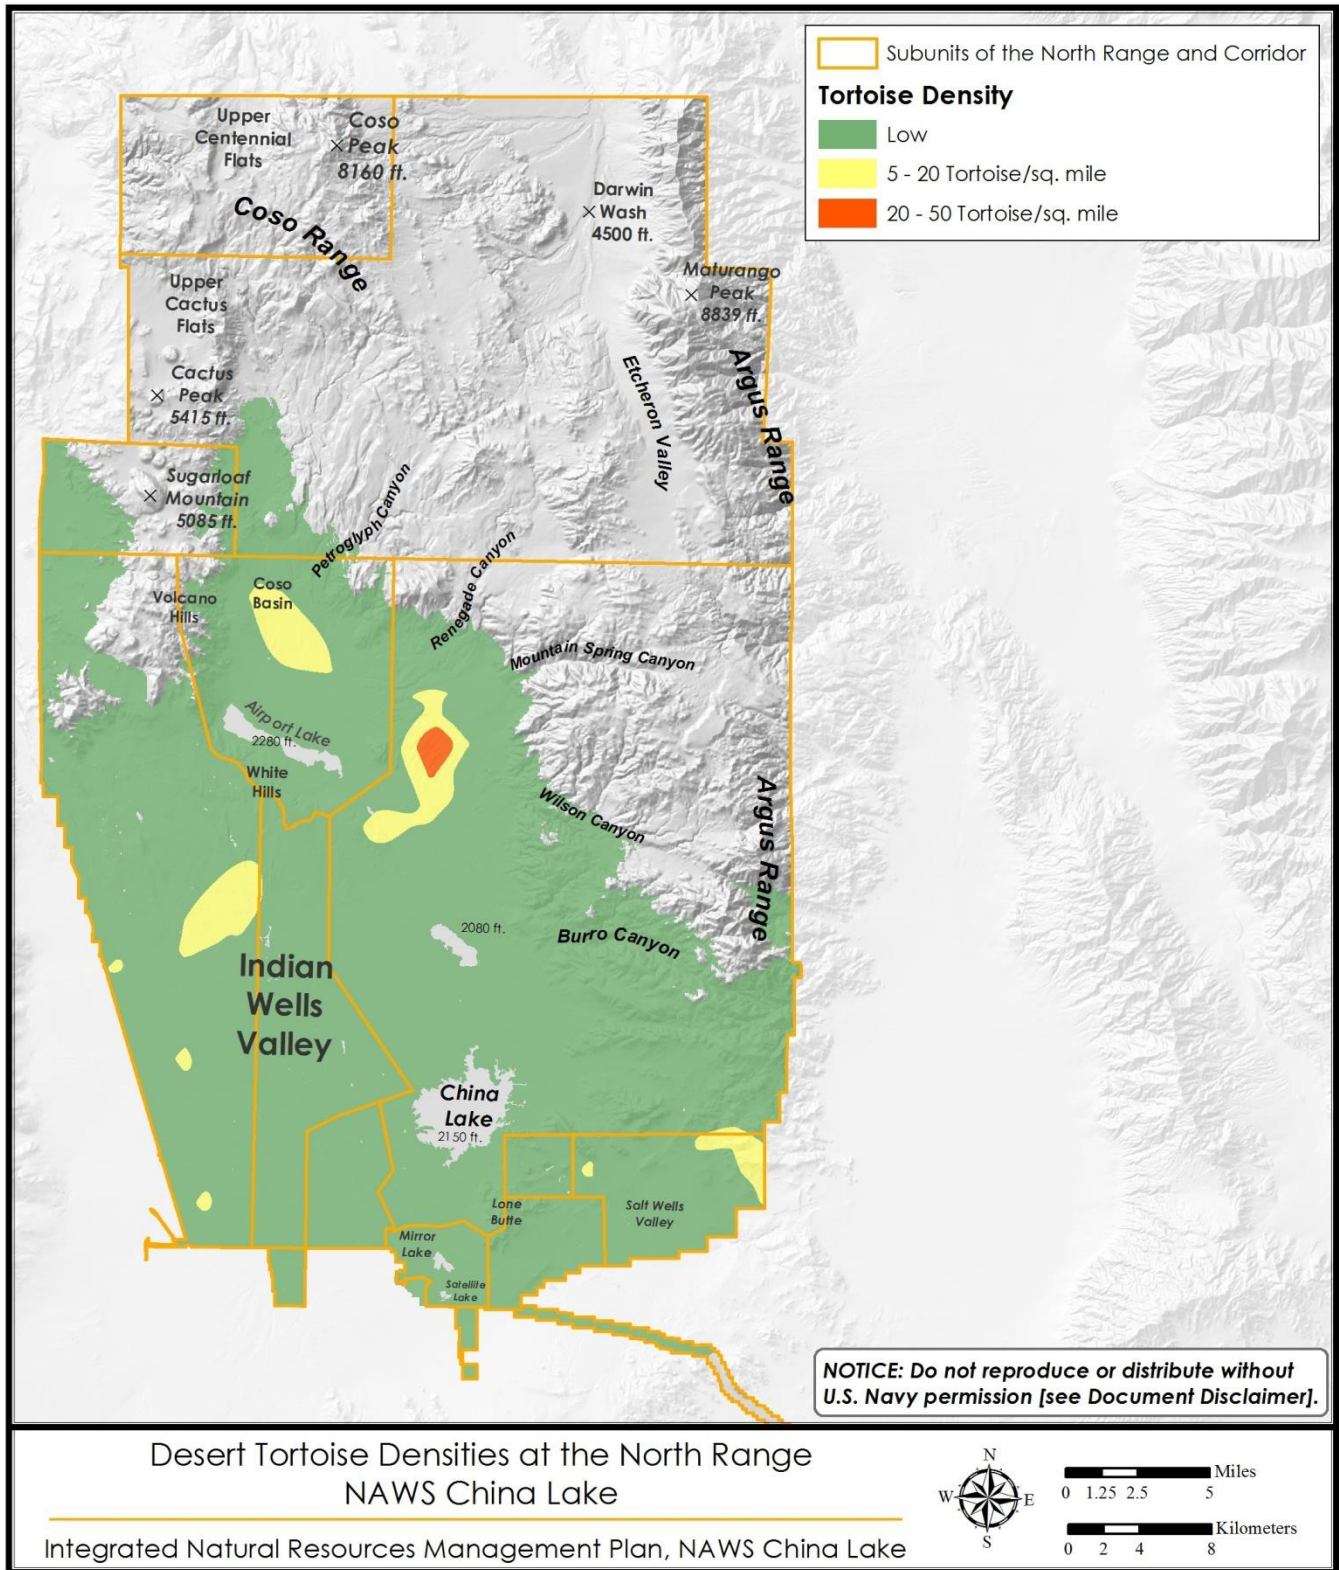 Subunits of the North Range and Corridor
Tortoise Density
Low
5 - 20 Tortoise/sq. mile
20 - 50 Tortoise/sq. mile
Upper
Centennial
Flats
Coso
Peak
8160 ft.
Darwin
Wash
4500 ft.
Coso Range
Maturango
Peak
8839 ft.
Upper
Cactus
Flats
Cactus
Peak
5415 ft.
Etcheron Valley
Argus Range
Sugarloaf
Mountain
5085 ft.
Petroglyph Canyon
Renegade Canyon
Volcano
Hills
Coso
Basin
Mountain Spring Canyon
Airport Lake
2280 ft.
White
Hills
Wilson Canyon
Argus Range
2080 ft.
Burro Canyon
Indian
Wells
Valley
China
Lake
2150 ft.
Lone
Butte
Salt Wells
Valley
Mirror
Lake
Satellite
Lake
NOTICE: Do not reproduce or distribute without
U.S. Navy permission [see Document Disclaimer].
Desert Tortoise Densities at the North Range
NAWS China Lake
Integrated Natural Resources Management Plan, NAWS China Lake
N
W
E
S
Miles
0 1.25 2.5 5
Kilometers
0 2 4 8